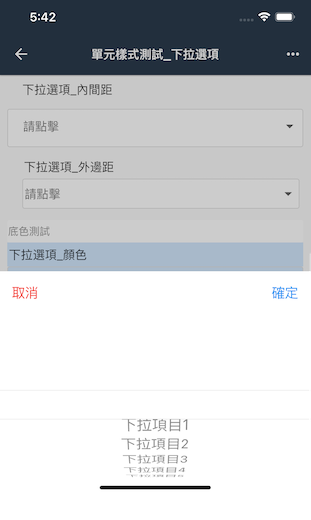 5:42
單元樣式測試_下拉選項
下拉選項_內間距
請點擊
下拉選項_外邊距
請點擊
底色測試
下拉選項_顏色
取消
確定
下拉項目1
下拉項目2
下拉項目3
下拉項目4